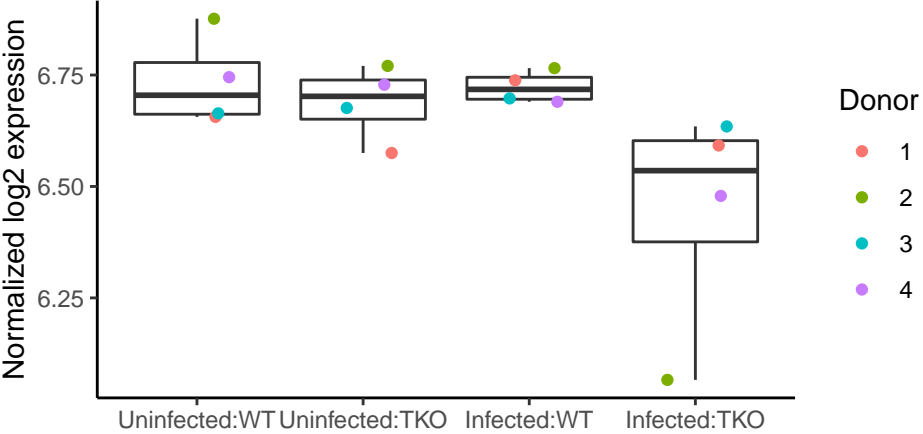 Normalized log2 expression
6.75
6.50
6.25
Uninfected:WT Uninfected:TKO Infected:WT Infected:TKO
Donor
1
2
3
4